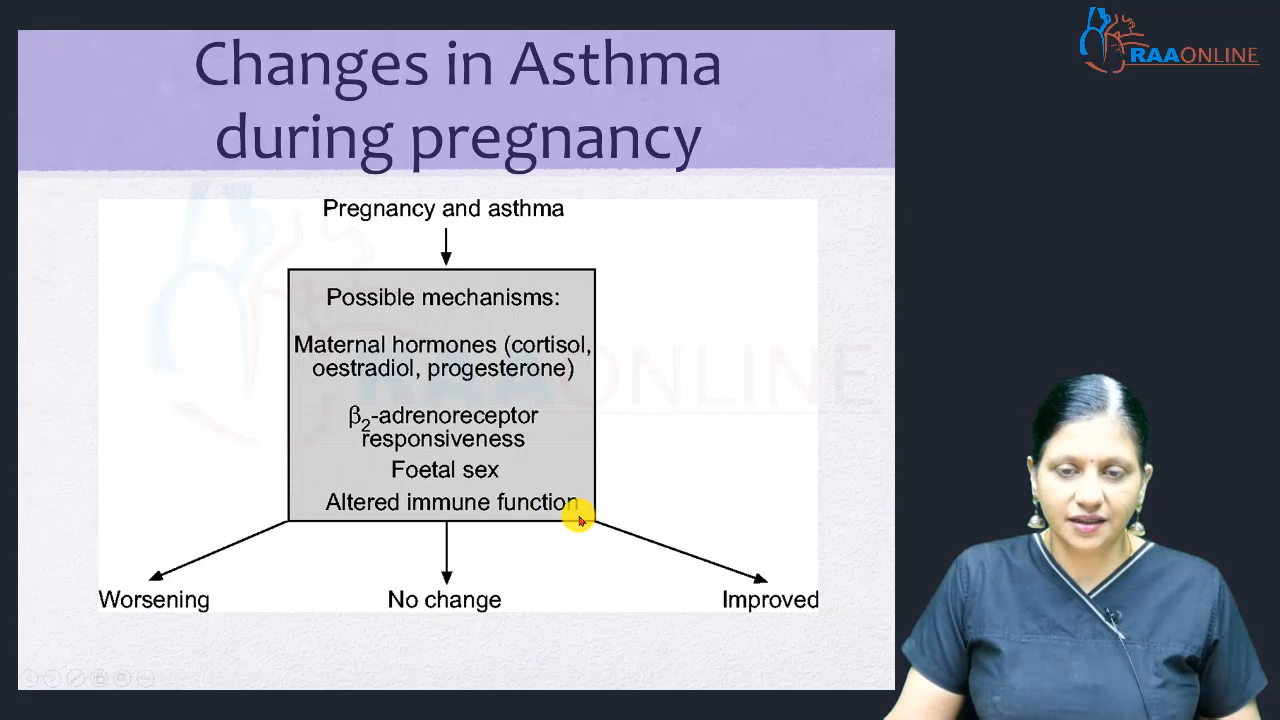 RAAONLINE
Changes in Asthma
during pregnancy
Pregnancy and asthma
Possible mechanisms:
Maternal hormones (cortisol,
oestradiol, progesterone)
β2-adrenoreceptor
responsiveness
Foetal sex
Altered immune function
Worsening
No change
Improved
RAAONLINE